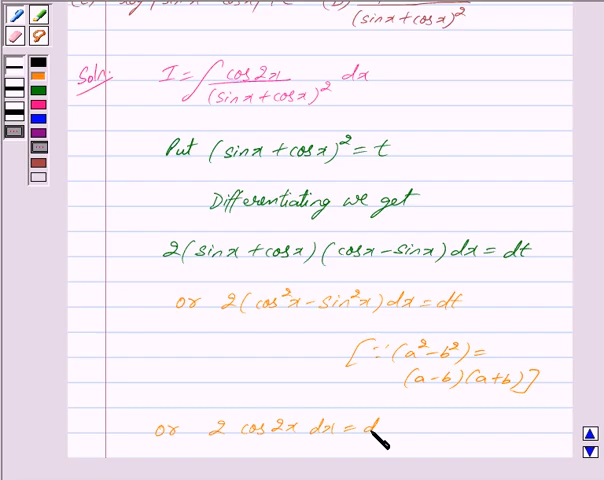 (sinx+cosx)²
Soln: I = ∫ cos2x / (sinx+cosx)² dx
Put (sinx+cosx)² = t
Differentiating we get
2(sinx+cosx)(cosx-sinx)dx = dt
or 2(cos²x-sin²x)dx = dt
[∵ (a²-b²) =
(a-b)(a+b)]
or 2 cos2x dx = d